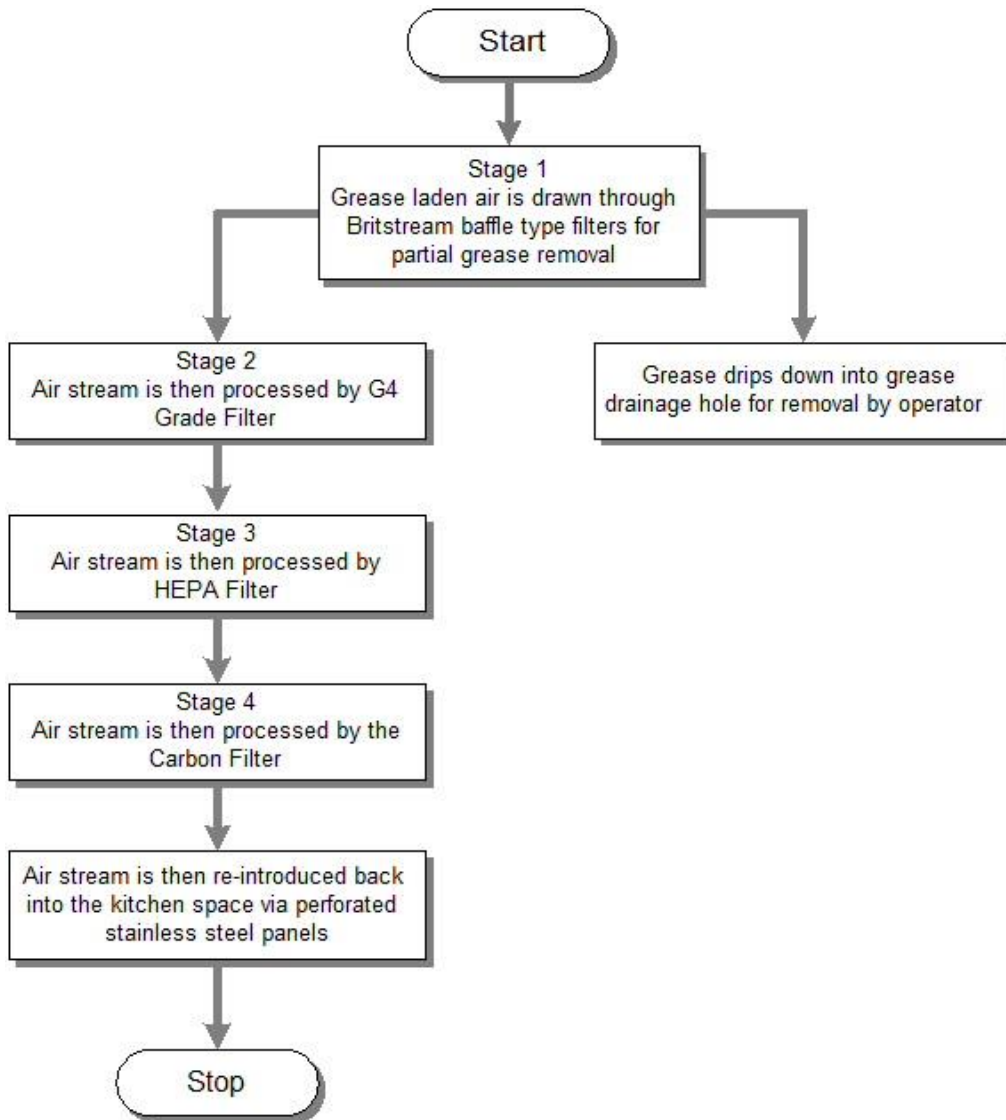 Start
Stage 1
Grease laden air is drawn through
Britstream baffle type filters for
partial grease removal
Stage 2
Air stream is then processed by G4
Grade Filter
Grease drips down into grease
drainage hole for removal by operator
Stage 3
Air stream is then processed by
HEPA Filter
Stage 4
Air stream is then processed by the
Carbon Filter
Air stream is then re-introduced back
into the kitchen space via perforated
stainless steel panels
Stop